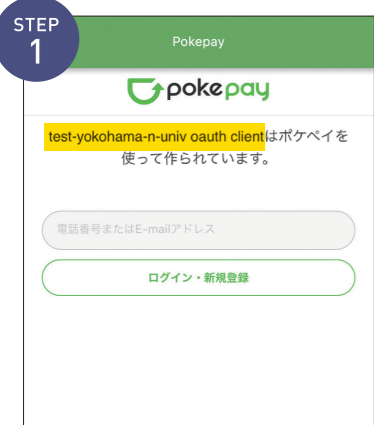 STEP
1
Pokepay
pokepay
test-yokohama-n-univ oauth clientはポケペイを
使って作られています。
電話番号またはE-mailアドレス
ログイン・新規登録